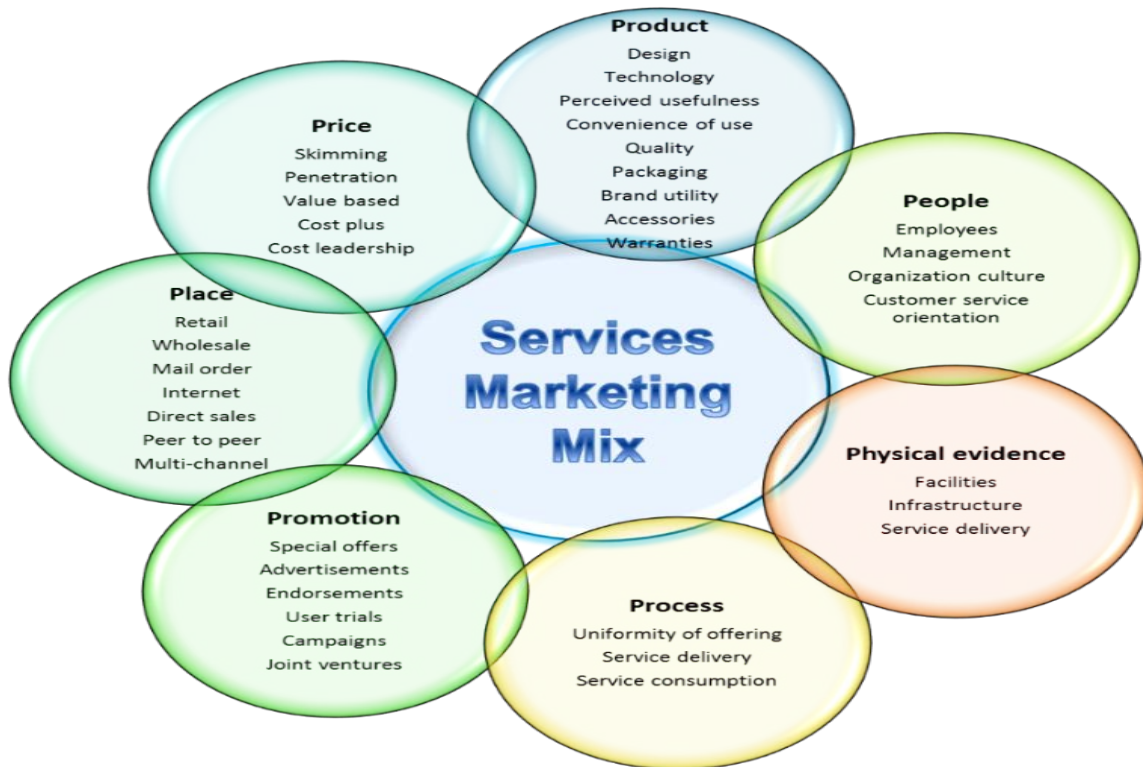 Product
Design
Technology
Perceived usefulness
Convenience of use
Quality
Packaging
Brand utility
Accessories
Warranties
Price
Skimming
Penetration
Value based
Cost plus
Cost leadership
People
Employees
Management
Organization culture
Customer service
orientation
Place
Retail
Wholesale
Mail order
Internet
Direct sales
Peer to peer
Multi-channel
Services
Marketing
Mix
Physical evidence
Facilities
Infrastructure
Service delivery
Promotion
Special offers
Advertisements
Endorsements
User trials
Campaigns
Joint ventures
Process
Uniformity of offering
Service delivery
Service consumption